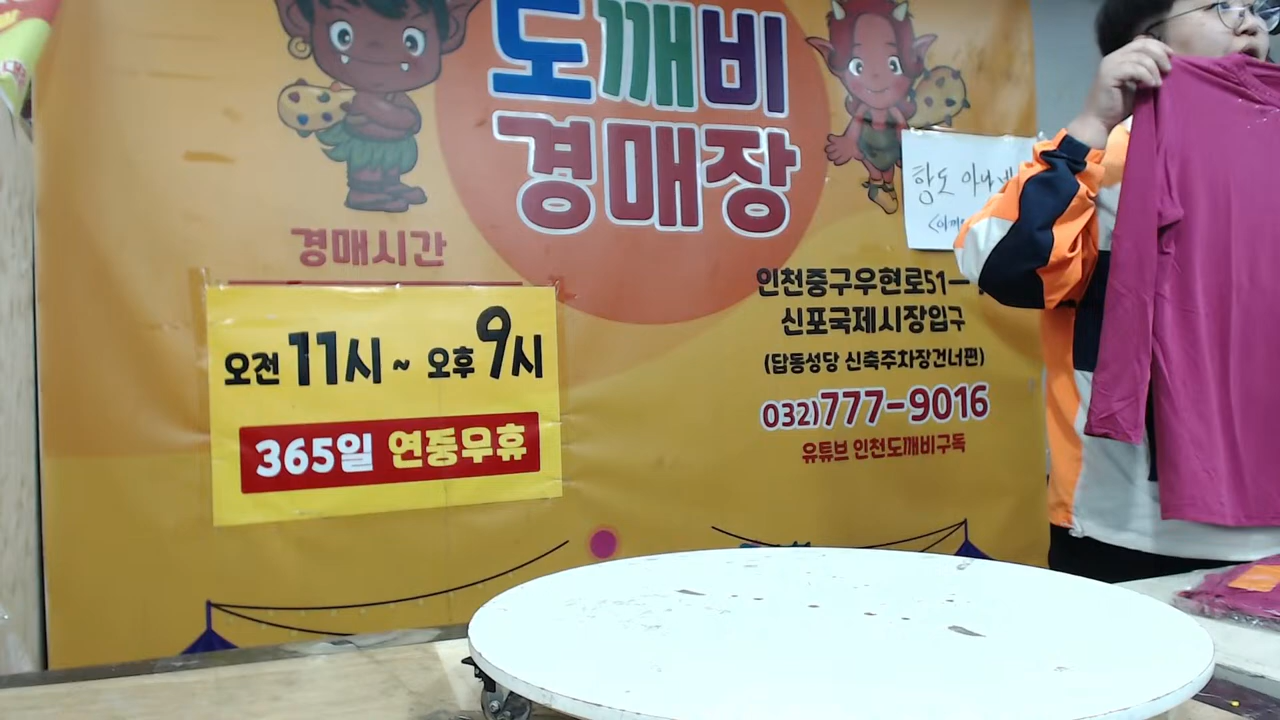 도깨비
경매장
경매시간
오전 11시 ~ 오후 9시
365일 연중무휴
항도
인천중구우현로51-
신포국제시장입구
(답동성당 신축주차장건너편)
032)777-9016
유튜브 인천도깨비구독